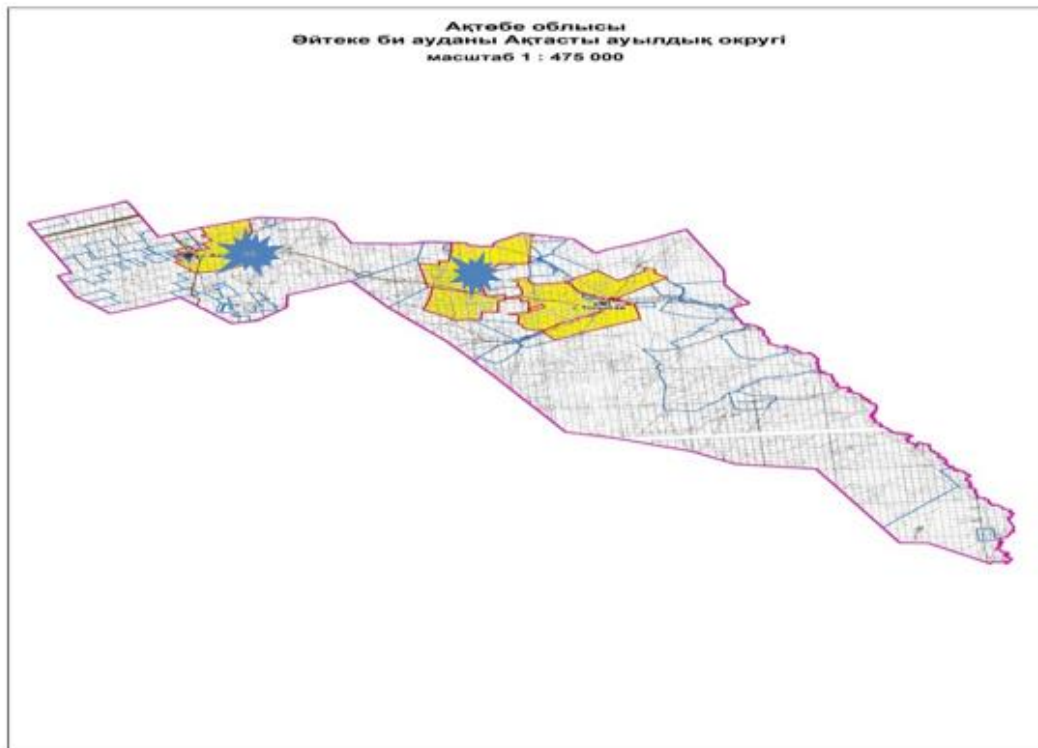 Ақтөбе облысы
Әйтеке би ауданы Ақтасты ауылдық округі
масштаб 1 : 475 000